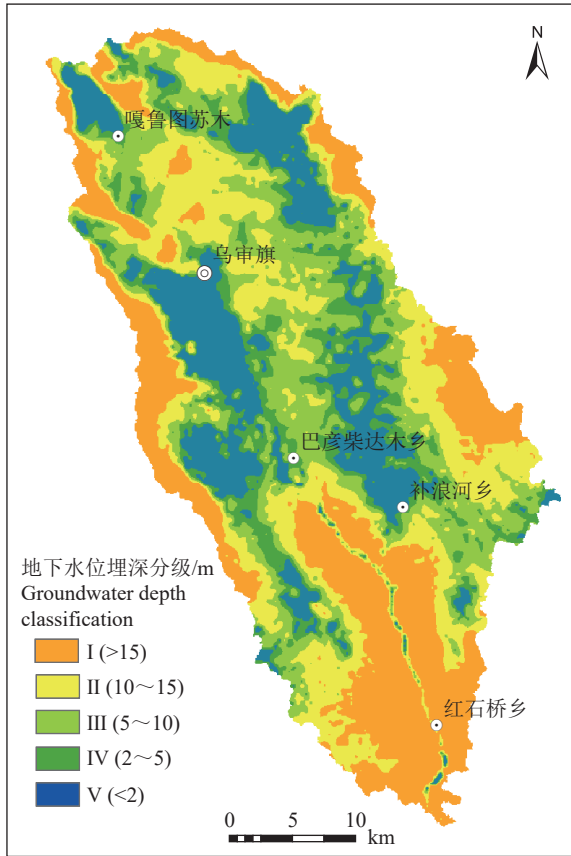 N
嘎鲁图苏木
乌审旗
巴彦柴达木乡
补浪河乡
地下水位埋深分级/m
Groundwater depth
classification
I (>15)
II (10～15)
III (5～10)
IV (2～5)
V (<2)
红石桥乡
0 5 10
km